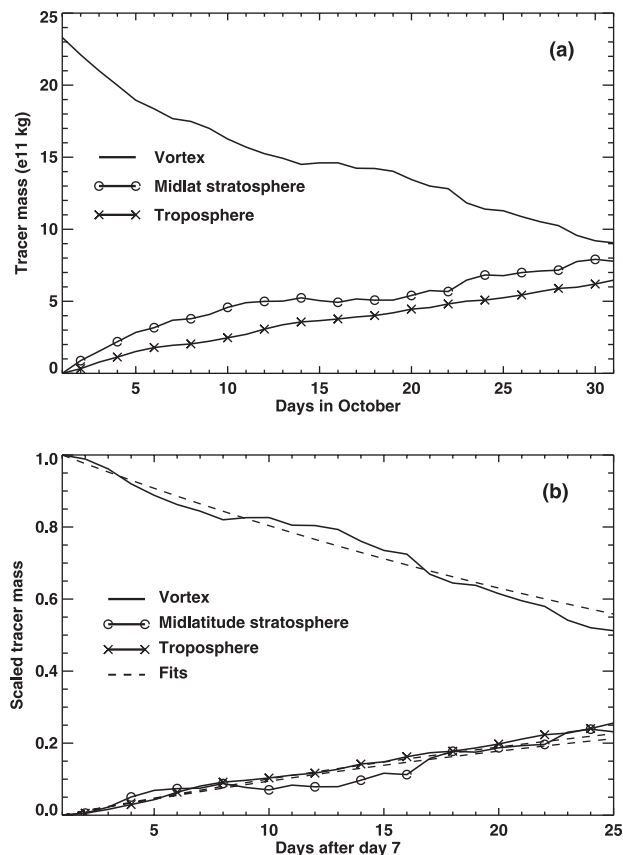 25
(a)
20
Tracer mass (e11 kg)
15
Vortex
Midlat stratosphere
Troposphere
10
5
0
5 10 15 20 25 30
Days in October
1.0
(b)
0.8
Scaled tracer mass
0.6
Vortex
Midlatitude stratosphere
Troposphere
Fits
0.4
0.2
0.0
5 10 15 20 25
Days after day 7